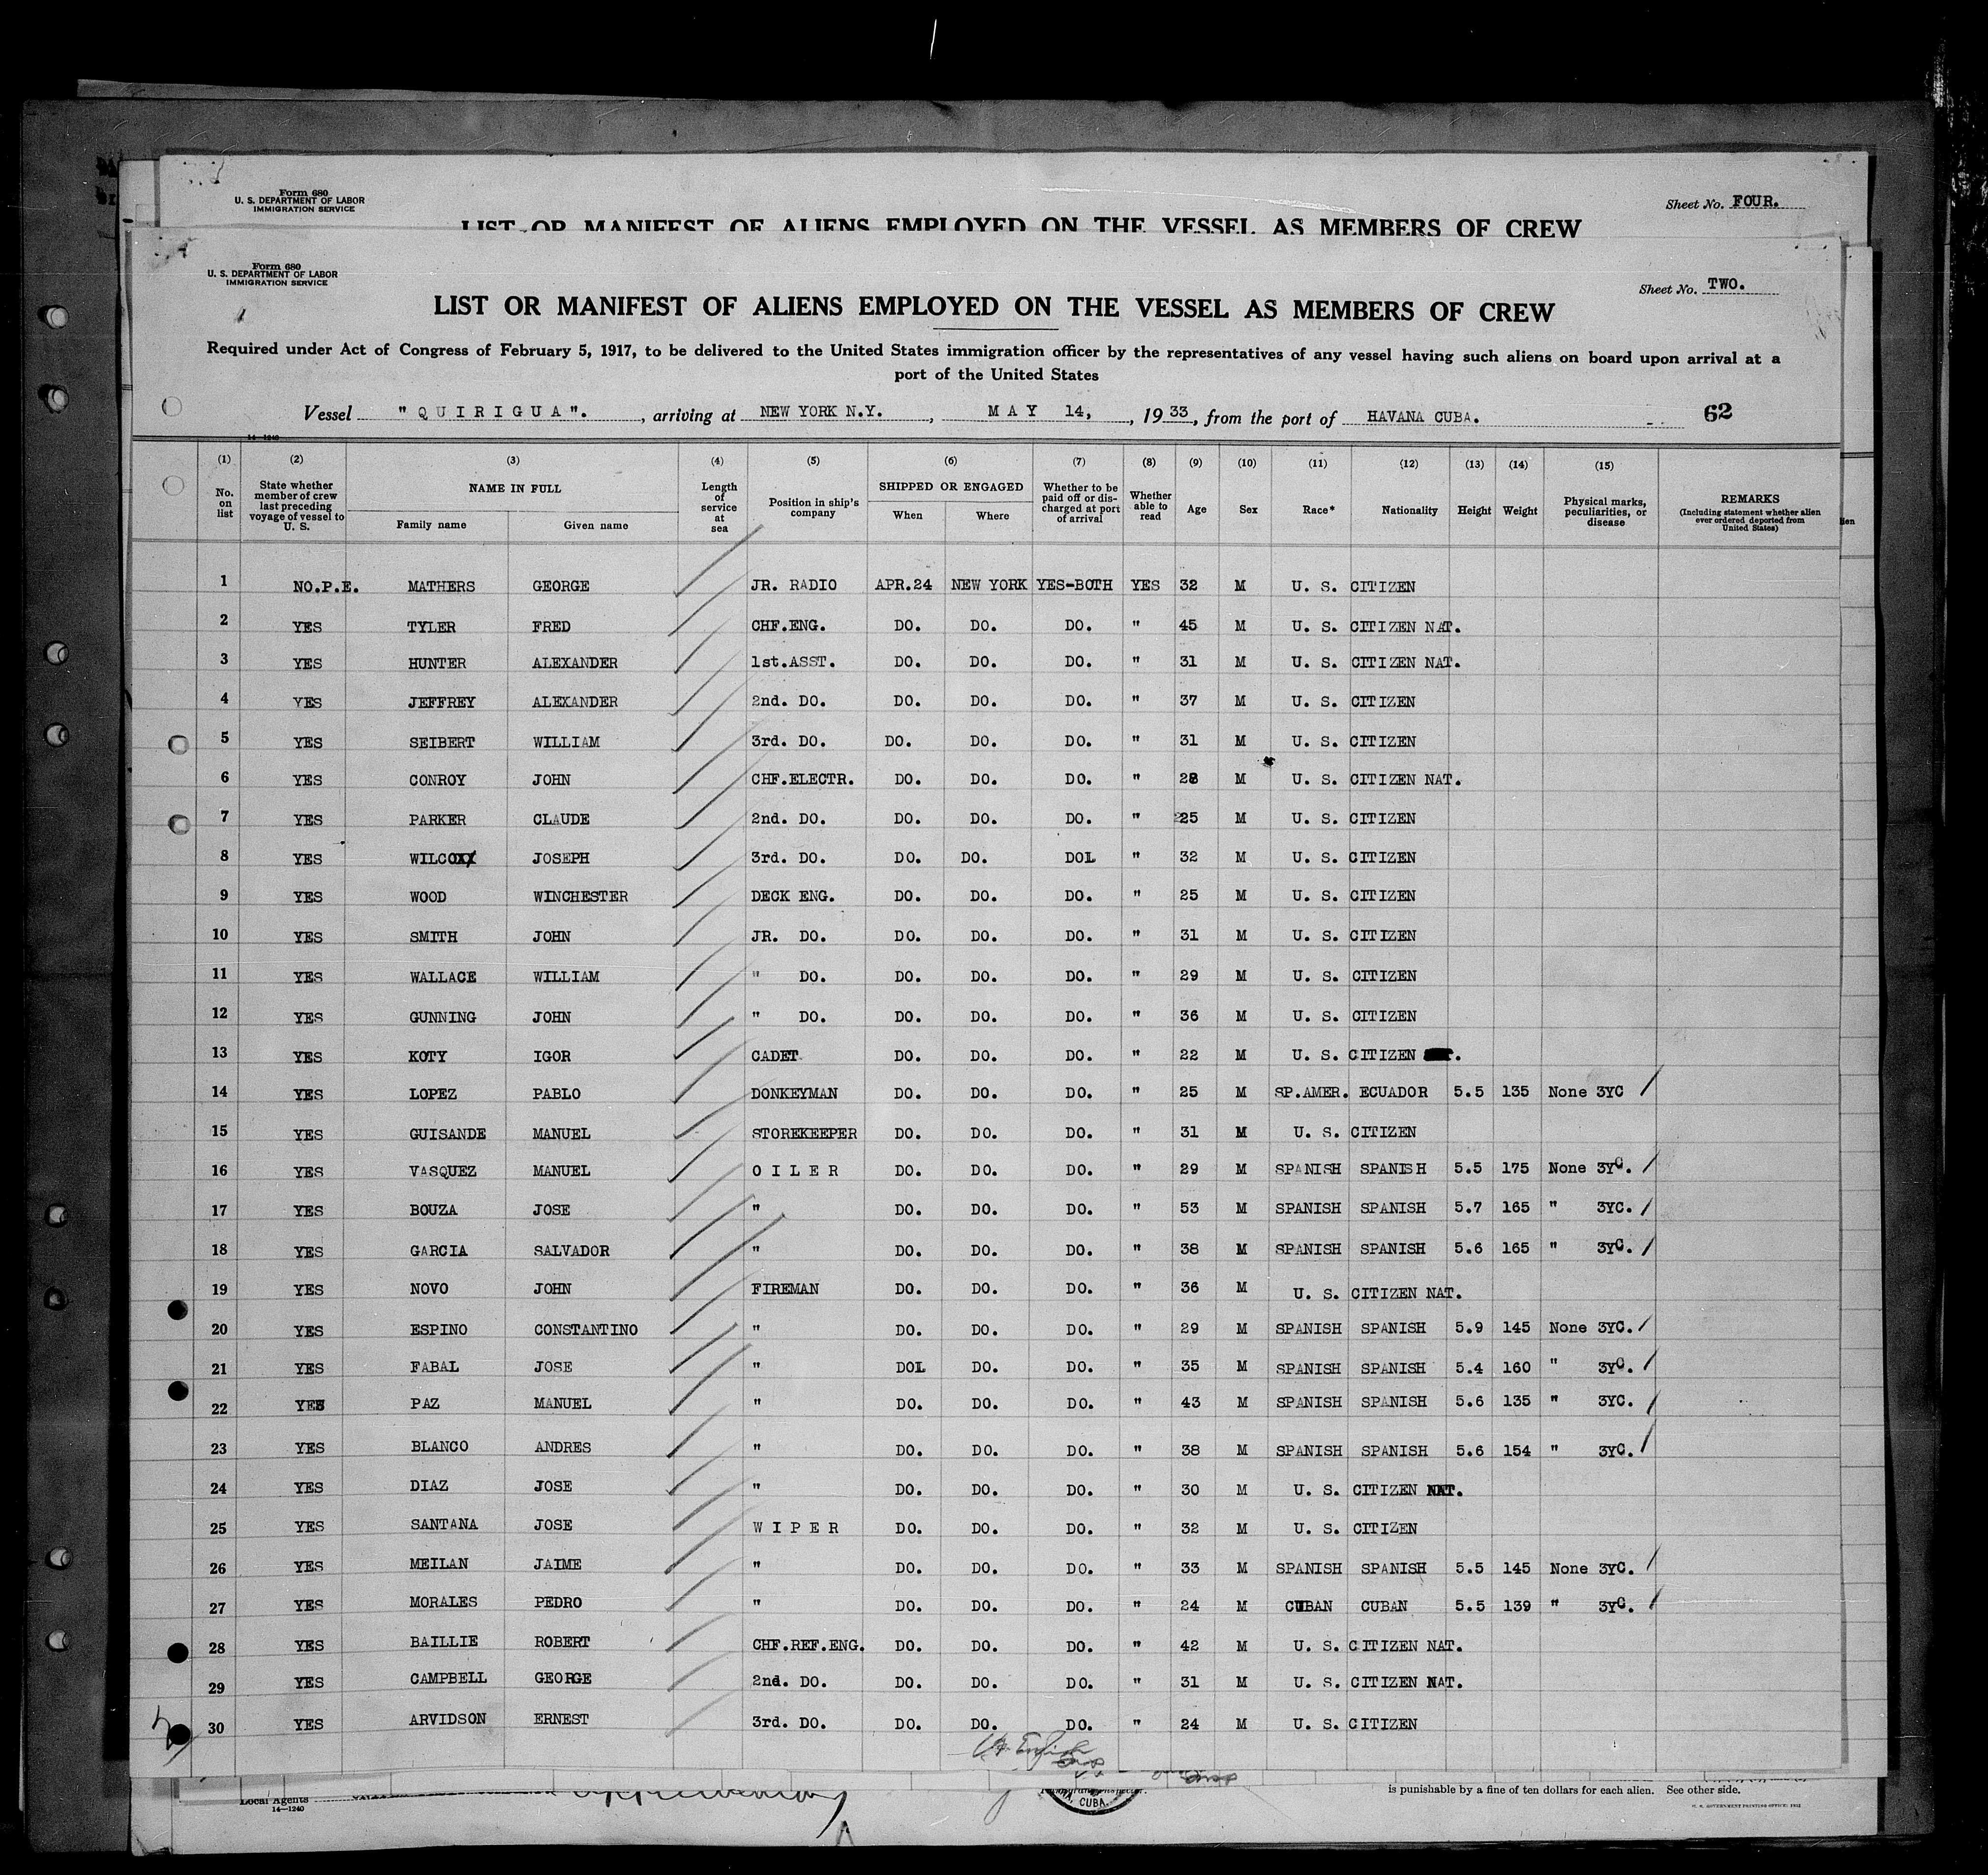 Form 680
U. S. DEPARTMENT OF LABOR
IMMIGRATION SERVICE
Sheet No. FOUR.
LIST OR MANIFEST OF ALIENS EMPLOYED ON THE VESSEL AS MEMBERS OF CREW
Form 680
U. S. DEPARTMENT OF LABOR
IMMIGRATION SERVICE
Sheet No. TWO.
LIST OR MANIFEST OF ALIENS EMPLOYED ON THE VESSEL AS MEMBERS OF CREW
Required under Act of Congress of February 5, 1917, to be delivered to the United States immigration officer by the representatives of any vessel having such aliens on board upon arrival at a
port of the United States
Vessel "QUIRIGUA". , arriving at NEW YORK N.Y. , MAY 14, , 1933, from the port of HAVANA CUBA. 62
14—1240
(1) (2) (3) (4) (5) (6) (7) (8) (9) (10) (11) (12) (13) (14) (15)
No. on list State whether member of crew last preceding voyage of vessel to U. S. NAME IN FULL Family name Given name Length of service at sea Position in ship's company SHIPPED OR ENGAGED When Where Whether to be paid off or discharged at port of arrival Whether able to read Age Sex Race* Nationality Height Weight Physical marks, peculiarities, or disease REMARKS (Including statement whether alien ever ordered deported from United States)
1 NO.P.E. MATHERS GEORGE JR. RADIO APR.24 NEW YORK YES-BOTH YES 32 M U. S. CITIZEN
2 YES TYLER FRED CHF.ENG. DO. DO. DO. " 45 M U. S. CITIZEN NAT.
3 YES HUNTER ALEXANDER 1st.ASST. DO. DO. DO. " 31 M U. S. CITIZEN NAT.
4 YES JEFFREY ALEXANDER 2nd. DO. DO. DO. DO. " 37 M U. S. CITIZEN
5 YES SEIBERT WILLIAM 3rd. DO. DO. DO. DO. " 31 M U. S. CITIZEN
6 YES CONROY JOHN CHF.ELECTR. DO. DO. DO. " 28 M U. S. CITIZEN NAT.
7 YES PARKER CLAUDE 2nd. DO. DO. DO. DO. " 25 M U. S. CITIZEN
8 YES WILCOX JOSEPH 3rd. DO. DO. DO. DOL " 32 M U. S. CITIZEN
9 YES WOOD WINCHESTER DECK ENG. DO. DO. DO. " 25 M U. S. CITIZEN
10 YES SMITH JOHN JR. DO. DO. DO. DO. " 31 M U. S. CITIZEN
11 YES WALLACE WILLIAM " DO. DO. DO. DO. " 29 M U. S. CITIZEN
12 YES GUNNING JOHN " DO. DO. DO. DO. " 36 M U. S. CITIZEN
13 YES KOTY IGOR CADET DO. DO. DO. " 22 M U. S. CITIZEN
14 YES LOPEZ PABLO DONKEYMAN DO. DO. DO. " 25 M SP.AMER. ECUADOR 5.5 135 None 3YC /
15 YES GUISANDE MANUEL STOREKEEPER DO. DO. DO. " 31 M U. S. CITIZEN
16 YES VASQUEZ MANUEL OILER DO. DO. DO. " 29 M SPANISH SPANISH 5.5 175 None 3YC. /
17 YES BOUZA JOSE " DO. DO. DO. " 53 M SPANISH SPANISH 5.7 165 " 3YC. /
18 YES GARCIA SALVADOR " DO. DO. DO. " 38 M SPANISH SPANISH 5.6 165 " 3YC. /
19 YES NOVO JOHN FIREMAN DO. DO. DO. " 36 M U. S. CITIZEN NAT.
20 YES ESPINO CONSTANTINO " DO. DO. DO. " 29 M SPANISH SPANISH 5.9 145 None 3YC. /
21 YES FABAL JOSE " DOL DO. DO. " 35 M SPANISH SPANISH 5.4 160 " 3YC. /
22 YES PAZ MANUEL " DO. DO. DO. " 43 M SPANISH SPANISH 5.6 135 " 3YC. /
23 YES BLANCO ANDRES " DO. DO. DO. " 38 M SPANISH SPANISH 5.6 154 " 3YC. /
24 YES DIAZ JOSE " DO. DO. DO. " 30 M U. S. CITIZEN NAT.
25 YES SANTANA JOSE WIPER DO. DO. DO. " 32 M U. S. CITIZEN
26 YES MEILAN JAIME " DO. DO. DO. " 33 M SPANISH SPANISH 5.5 145 None 3YC. /
27 YES MORALES PEDRO " DO. DO. DO. " 24 M CUBAN CUBAN 5.5 139 " 3YC. /
28 YES BAILLIE ROBERT CHF.REF.ENG. DO. DO. DO. " 42 M U. S. CITIZEN NAT.
29 YES CAMPBELL GEORGE 2nd. DO. DO. DO. DO. " 31 M U. S. CITIZEN NAT.
30 YES ARVIDSON ERNEST 3rd. DO. DO. DO. DO. " 24 M U. S. CITIZEN
Local Agents
14—1240
CUBA.
is punishable by a fine of ten dollars for each alien. See other side.
U. S. GOVERNMENT PRINTING OFFICE: 1932